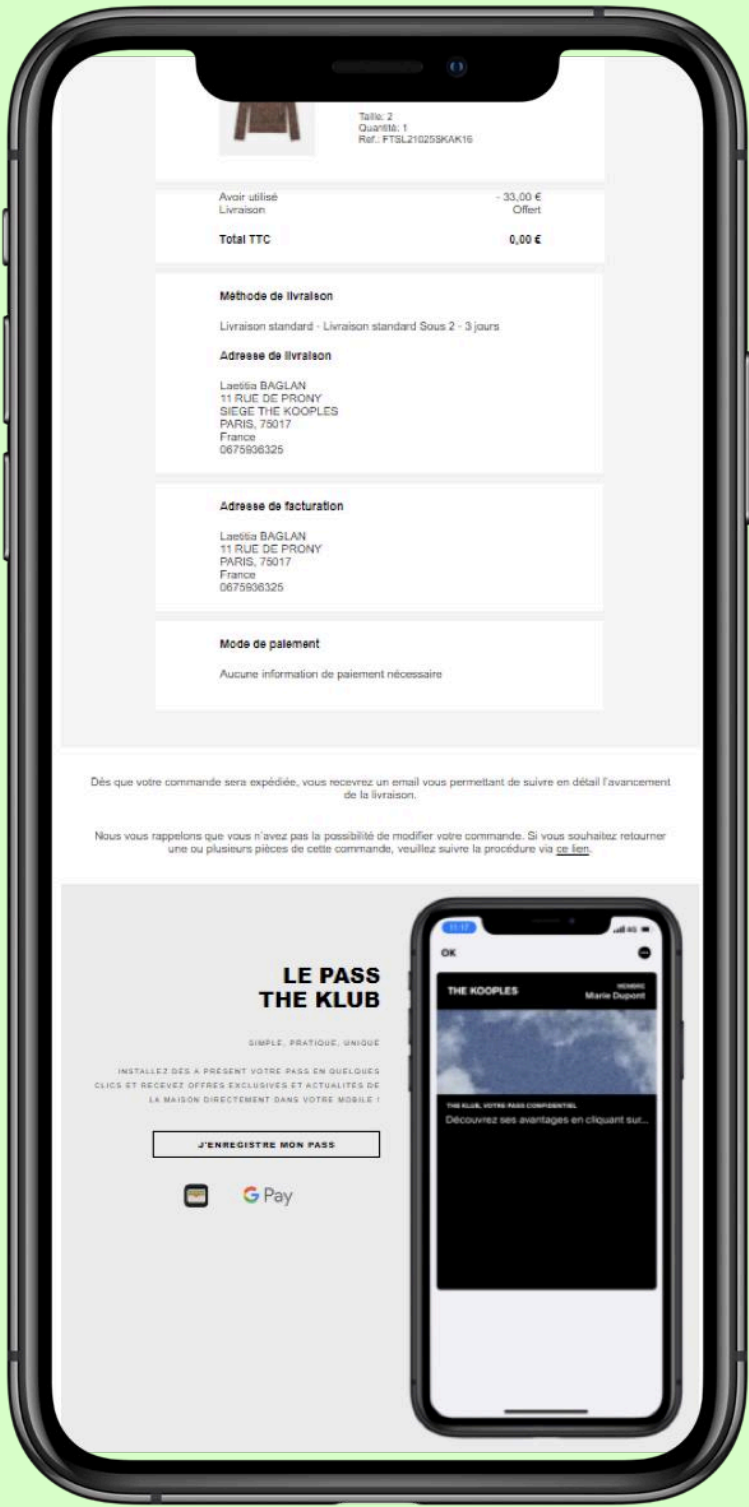 Taille: 2
Quantité: 1
Ref.: FTSL21025SKAK16
Avoir utilisé - 33,00 €
Livraison Offert
Total TTC 0,00 €
Méthode de livraison
Livraison standard - Livraison standard Sous 2 - 3 jours
Adresse de livraison
Laetitia BAGLAN
11 RUE DE PRONY
SIEGE THE KOOPLES
PARIS, 75017
France
0675936325
Adresse de facturation
Laetitia BAGLAN
11 RUE DE PRONY
PARIS, 75017
France
0675936325
Mode de paiement
Aucune information de paiement nécessaire
Dès que votre commande sera expédiée, vous recevrez un email vous permettant de suivre en détail l'avancement
de la livraison.
Nous vous rappelons que vous n'avez pas la possibilité de modifier votre commande. Si vous souhaitez retourner
une ou plusieurs pièces de cette commande, veuillez suivre la procédure via ce lien.
LE PASS
THE KLUB
SIMPLE, PRATIQUE, UNIQUE
INSTALLEZ DÈS A PRÉSENT VOTRE PASS EN QUELQUES
CLICS ET RECEVEZ OFFRES EXCLUSIVES ET ACTUALITÉS DE
LA MAISON DIRECTEMENT DANS VOTRE MOBILE !
J'ENREGISTRE MON PASS
G Pay
11:17 4G
OK
THE KOOPLES
MEMBRE
Marie Dupont
THE KLUB, VOTRE PASS CONFIDENTIEL
Découvrez ses avantages en cliquant sur...